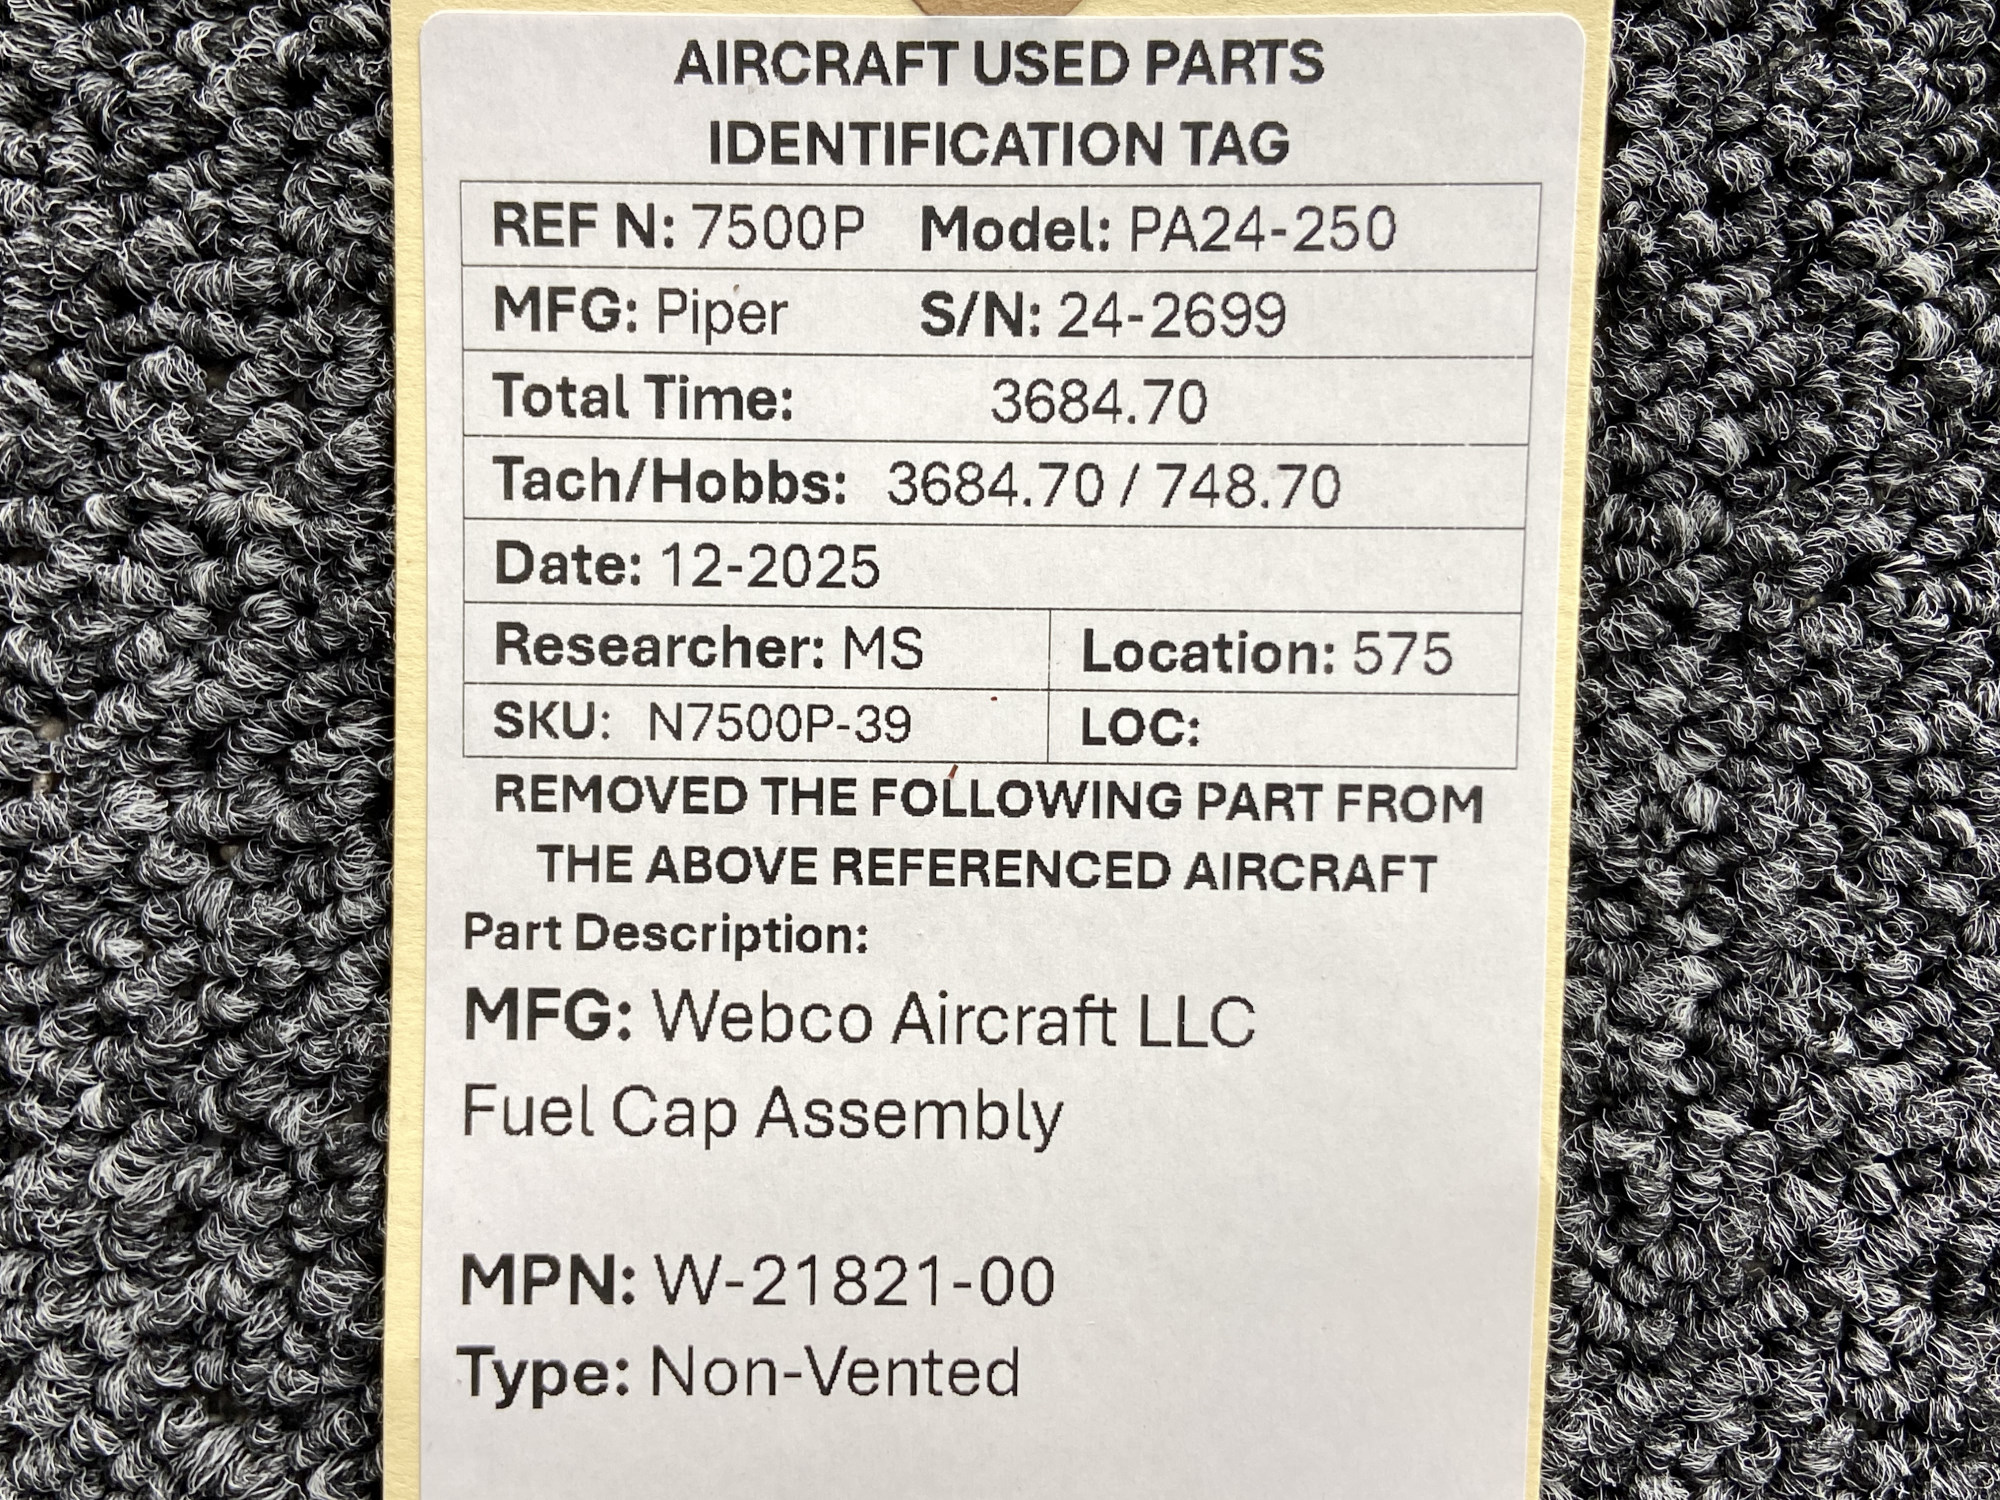 AIRCRAFT USED PARTS
IDENTIFICATION TAG
REF N: 7500P Model: PA24-250
MFG: Piper S/N: 24-2699
Total Time: 3684.70
Tach/Hobbs: 3684.70 / 748.70
Date: 12-2025
Researcher: MS Location: 575
SKU: N7500P-39 LOC:
REMOVED THE FOLLOWING PART FROM
THE ABOVE REFERENCED AIRCRAFT
Part Description:
MFG: Webco Aircraft LLC
Fuel Cap Assembly
MPN: W-21821-00
Type: Non-Vented